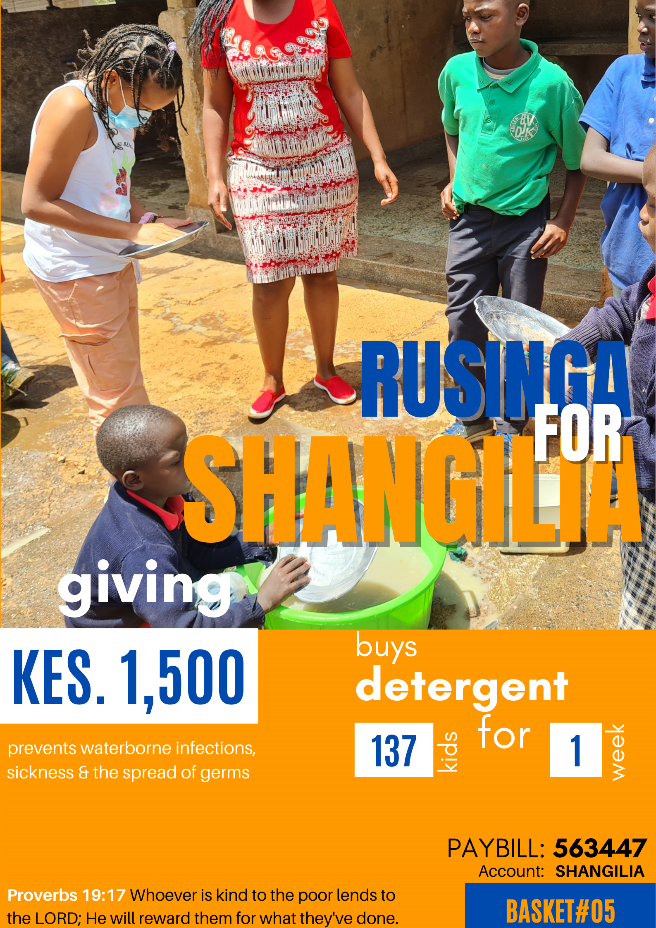 RUSINGA
FOR
SHANGILIA
giving
KES. 1,500
prevents waterborne infections,
sickness & the spread of germs
buys
detergent
for
137 kids
1 week
PAYBILL: 563447
Account: SHANGILIA
Proverbs 19:17 Whoever is kind to the poor lends to
the LORD; He will reward them for what they've done.
BASKET#05